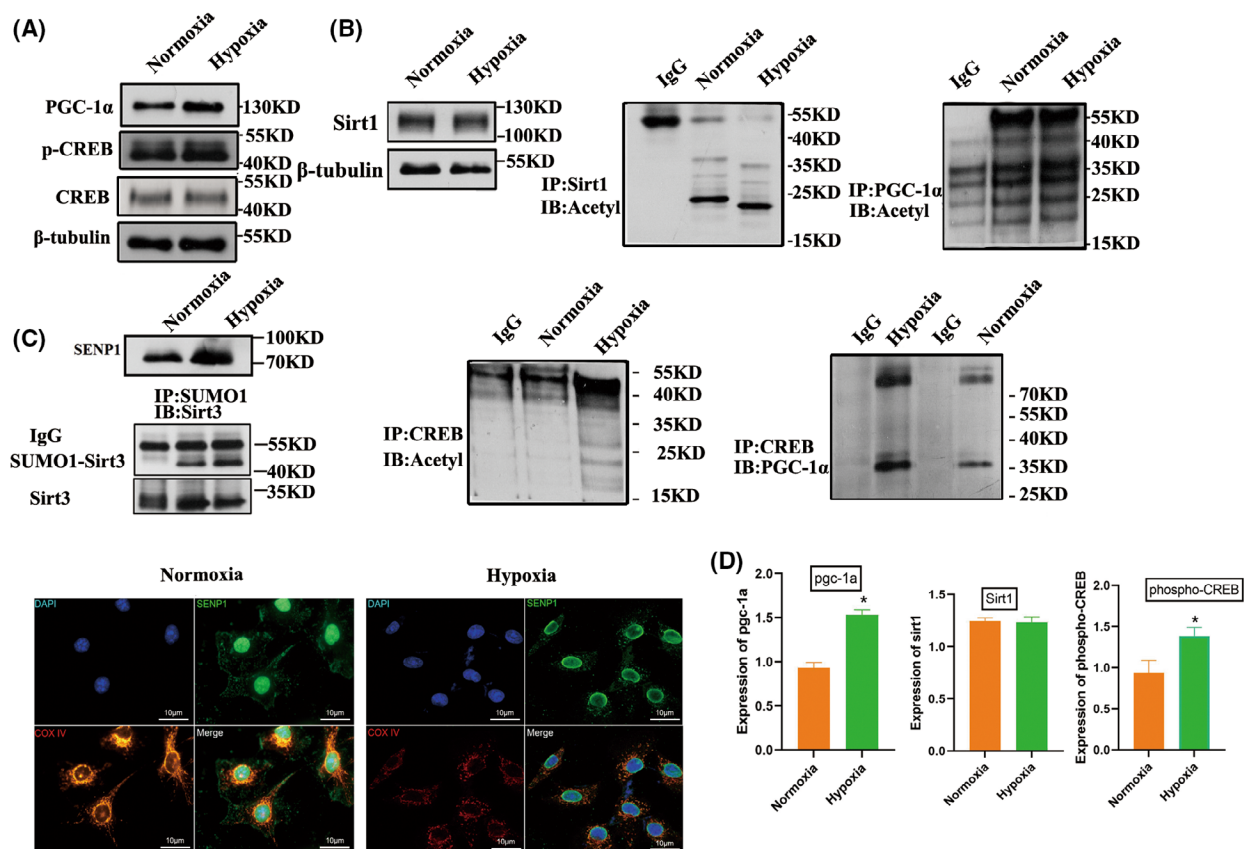 (A)
Normoxia
Hypoxia
PGC-1α
-130KD
p-CREB
55KD
40KD
CREB
55KD
40KD
β-tubulin
55KD
(B)
Normoxia
Hypoxia
Sirt1
130KD
100KD
β-tubulin
55KD
IgG
Normoxia
Hypoxia
-55KD
-40KD
-35KD
-25KD
-15KD
IP:Sirt1
IB:Acetyl
IgG
Normoxia
Hypoxia
-55KD
-40KD
-35KD
-25KD
-15KD
IP:PGC-1α
IB:Acetyl
(C)
Normoxia
Hypoxia
SENP1
100KD
70KD
IP:SUMO1
IB:Sirt3
IgG
SUMO1-Sirt3
55KD
40KD
Sirt3
35KD
IgG
Normoxia
Hypoxia
- 55KD
- 40KD
- 35KD
- 25KD
- 15KD
IP:CREB
IB:Acetyl
IgG
Hypoxia
IgG
Normoxia
- 70KD
- 55KD
- 40KD
- 35KD
- 25KD
IP:CREB
IB:PGC-1α
Normoxia
Hypoxia
DAPI
10μm
SENP1
10μm
COX IV
10μm
Merge
10μm
DAPI
10μm
SENP1
10μm
COX IV
10μm
Merge
10μm
(D)
pgc-1a
Expression of pgc-1a
2.0
1.5
1.0
0.5
0.0
*
Normoxia
Hypoxia
Sirt1
Expression of sirt1
1.5
1.0
0.5
0.0
Normoxia
Hypoxia
phospho-CREB
Expression of phospho-CREB
2.0
1.5
1.0
0.5
0.0
*
Normoxia
Hypoxia